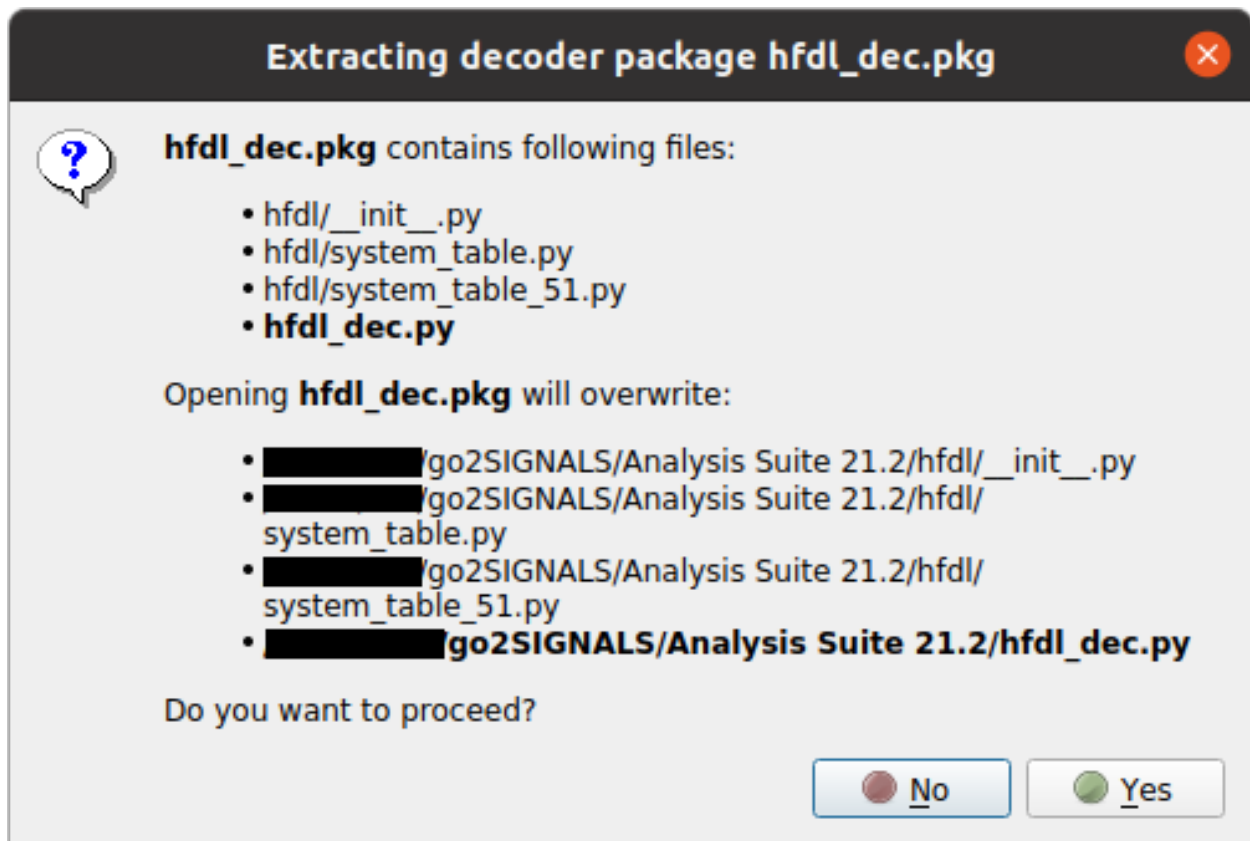 Extracting decoder package hfdl_dec.pkg
?
hfdl_dec.pkg contains following files:
• hfdl/__init__.py
• hfdl/system_table.py
• hfdl/system_table_51.py
• hfdl_dec.py
Opening hfdl_dec.pkg will overwrite:
• /go2SIGNALS/Analysis Suite 21.2/hfdl/__init__.py
• /go2SIGNALS/Analysis Suite 21.2/hfdl/
system_table.py
• /go2SIGNALS/Analysis Suite 21.2/hfdl/
system_table_51.py
• /go2SIGNALS/Analysis Suite 21.2/hfdl_dec.py
Do you want to proceed?
No
Yes